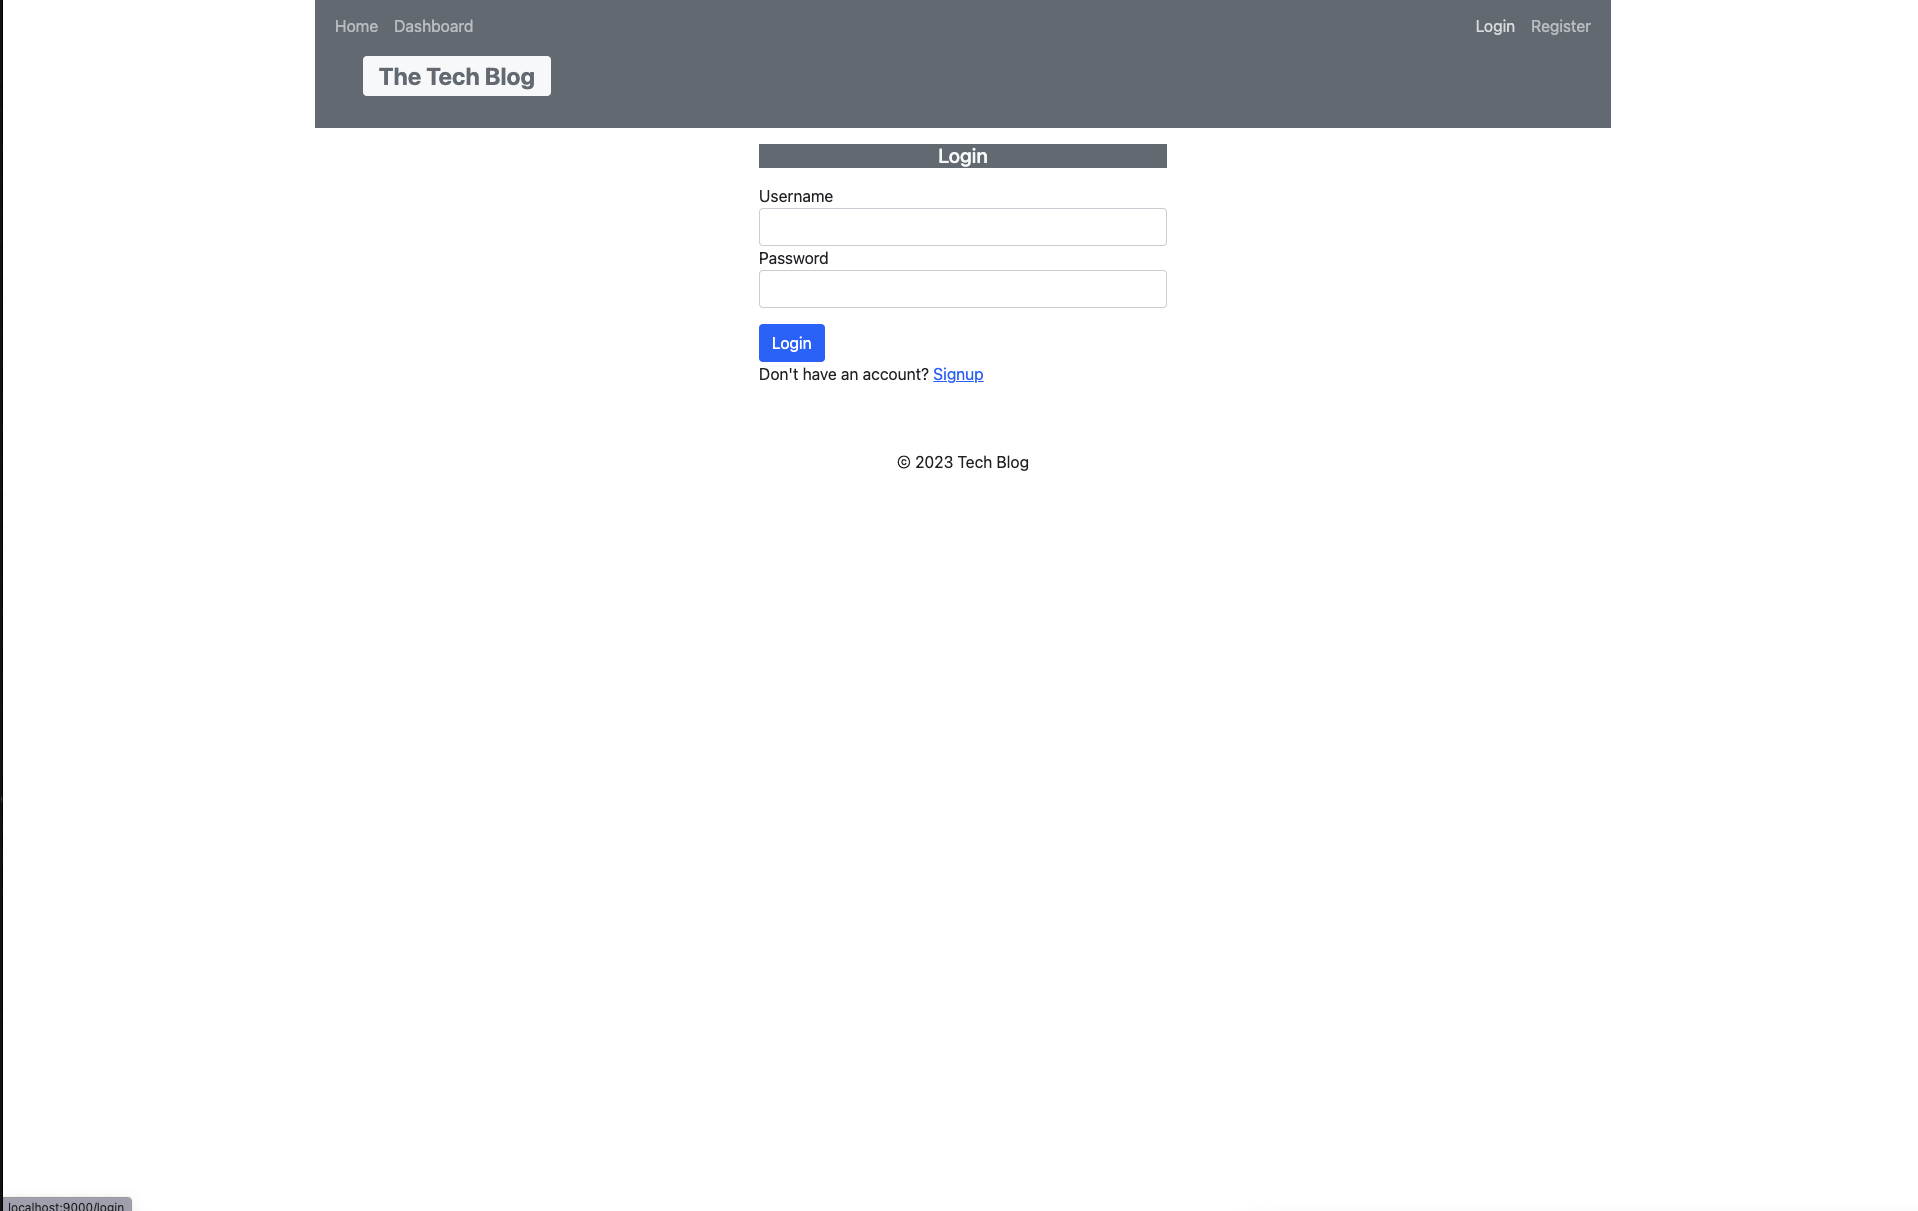 Home Dashboard Login Register
The Tech Blog
Login
Username
Password
Login
Don't have an account? Signup
© 2023 Tech Blog
localhost:9000/login